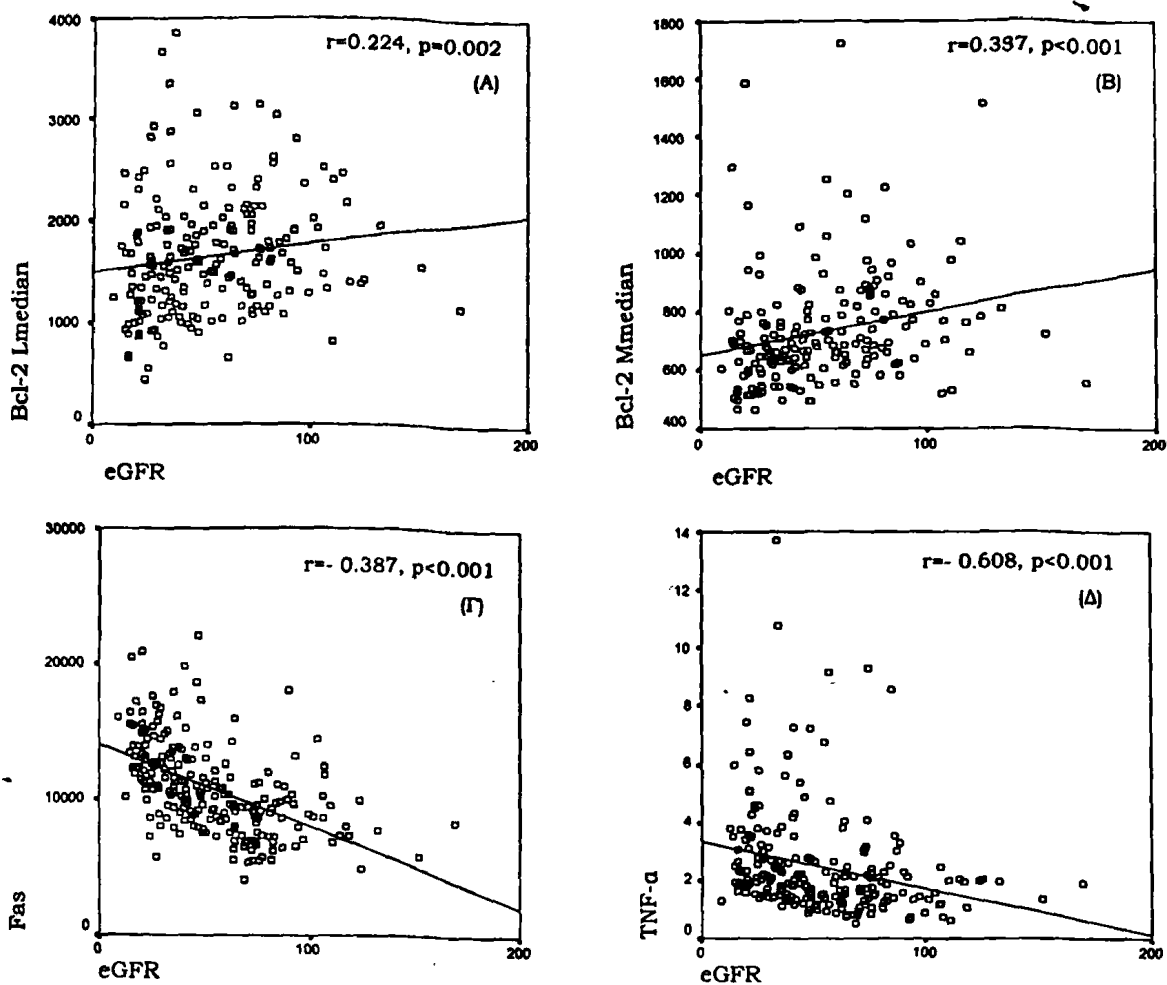 4000
3000
2000
1000
0
Bcl-2 Lmedian
r=0.224, p=0.002
(A)
0 100 200
eGFR
1800
1600
1400
1200
1000
800
600
400
Bcl-2 Mmedian
r=0.397, p<0.001
(B)
0 100 200
eGFR
30000
20000
10000
0
Fas
r=- 0.387, p<0.001
(Γ)
0 100 200
eGFR
14
12
10
8
6
4
2
0
TNF-α
r=- 0.608, p<0.001
(Δ)
0 100 200
eGFR